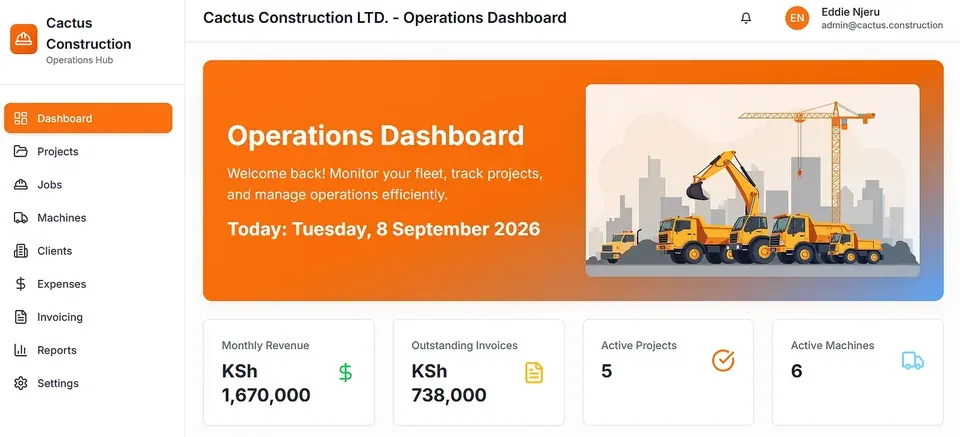 Cactus
Construction
Operations Hub
Dashboard
Projects
Jobs
Machines
Clients
Expenses
Invoicing
Reports
Settings
Cactus Construction LTD. - Operations Dashboard
EN
Eddie Njeru
admin@cactus.construction
Operations Dashboard
Welcome back! Monitor your fleet, track projects,
and manage operations efficiently.
Today: Tuesday, 8 September 2026
Monthly Revenue
KSh
1,670,000
Outstanding Invoices
KSh
738,000
Active Projects
5
Active Machines
6